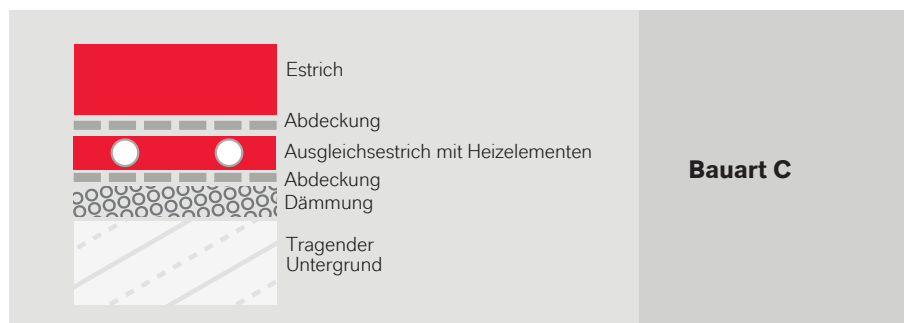 Estrich
Abdeckung
Ausgleichsestrich mit Heizelementen
Abdeckung
Dämmung
Tragender
Untergrund
Bauart C